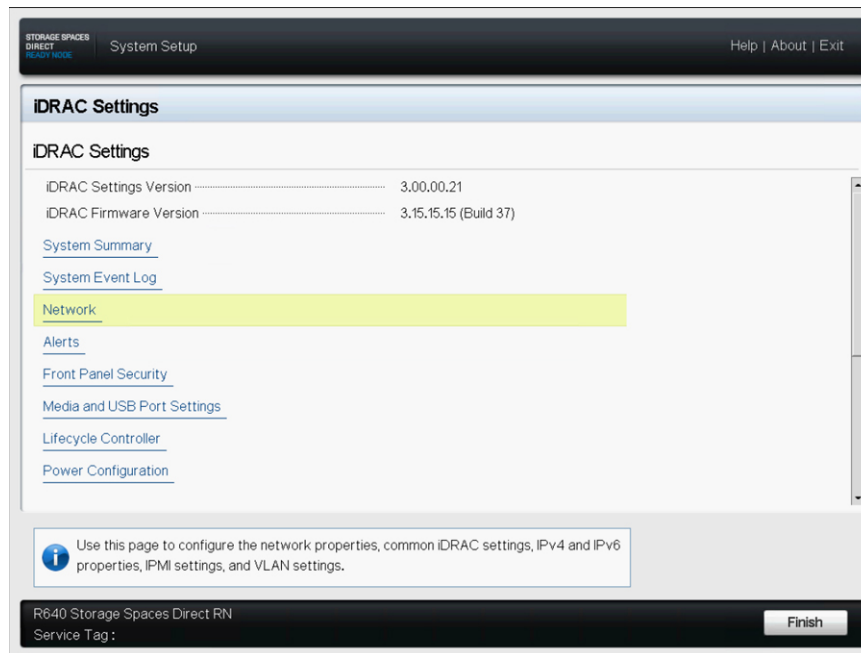 STORAGE SPACES
DIRECT
READY NODE
System Setup
Help | About | Exit
iDRAC Settings
iDRAC Settings
iDRAC Settings Version 3.00.00.21
iDRAC Firmware Version 3.15.15.15 (Build 37)
System Summary
System Event Log
Network
Alerts
Front Panel Security
Media and USB Port Settings
Lifecycle Controller
Power Configuration
Use this page to configure the network properties, common iDRAC settings, IPv4 and IPv6
properties, IPMI settings, and VLAN settings.
R640 Storage Spaces Direct RN
Service Tag :
Finish